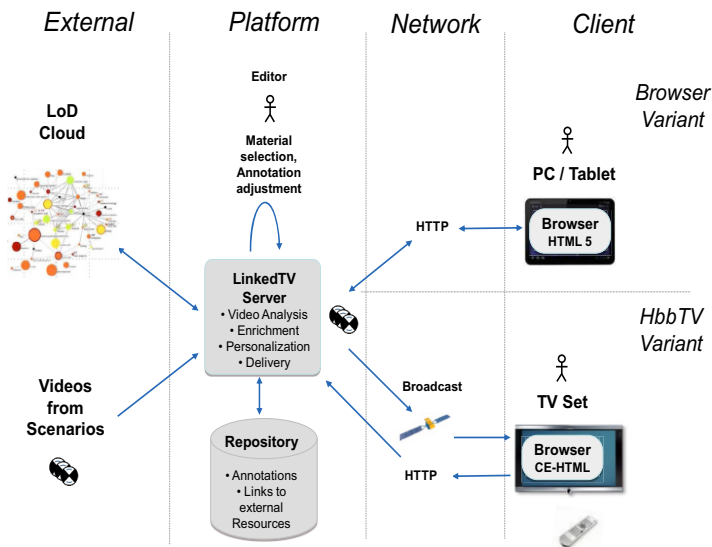 External
Platform
Network
Client
Editor
Browser
Variant
LoD
Cloud
Material
selection,
Annotation
adjustment
PC / Tablet
HTTP
Browser
HTML 5
LinkedTV
Server
• Video Analysis
• Enrichment
• Personalization
• Delivery
HbbTV
Variant
Videos
from
Scenarios
Broadcast
TV Set
Repository
• Annotations
• Links to
external
Resources
HTTP
Browser
CE-HTML